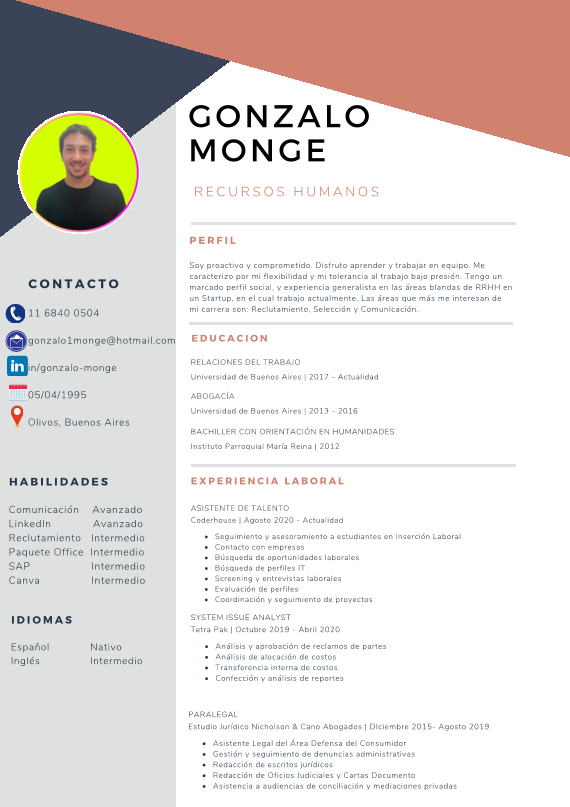 GONZALO
MONGE
RECURSOS HUMANOS
CONTACTO
11 6840 0504
gonzalo1monge@hotmail.com
in/gonzalo-monge
05/04/1995
Olivos, Buenos Aires
HABILIDADES
Comunicación Avanzado
LinkedIn Avanzado
Reclutamiento Intermedio
Paquete Office Intermedio
SAP Intermedio
Canva Intermedio
IDIOMAS
Español Nativo
Inglés Intermedio
PERFIL
Soy proactivo y comprometido. Disfruto aprender y trabajar en equipo. Me
caracterizo por mi flexibilidad y mi tolerancia al trabajo bajo presión. Tengo un
marcado perfil social, y experiencia generalista en las áreas blandas de RRHH en
un Startup, en el cual trabajo actualmente. Las áreas que más me interesan de
mi carrera son: Reclutamiento, Selección y Comunicación.
EDUCACION
RELACIONES DEL TRABAJO
Universidad de Buenos Aires | 2017 - Actualidad
ABOGACÍA
Universidad de Buenos Aires | 2013 - 2016
BACHILLER CON ORIENTACIÓN EN HUMANIDADES
Instituto Parroquial María Reina | 2012
EXPERIENCIA LABORAL
ASISTENTE DE TALENTO
Coderhouse | Agosto 2020 - Actualidad
• Seguimiento y asesoramiento a estudiantes en Inserción Laboral
• Contacto con empresas
• Búsqueda de oportunidades laborales
• Búsqueda de perfiles IT
• Screening y entrevistas laborales
• Evaluación de perfiles
• Coordinación y seguimiento de proyectos
SYSTEM ISSUE ANALYST
Tetra Pak | Octubre 2019 - Abril 2020
• Análisis y aprobación de reclamos de partes
• Análisis de alocación de costos
• Transferencia interna de costos
• Confección y análisis de reportes
PARALEGAL
Estudio Jurídico Nicholson & Cano Abogados | DIciembre 2015- Agosto 2019
• Asistente Legal del Área Defensa del Consumidor
• Gestión y seguimiento de denuncias administrativas
• Redacción de escritos jurídicos
• Redacción de Oficios Judiciales y Cartas Documento
• Asistencia a audiencias de conciliación y mediaciones privadas